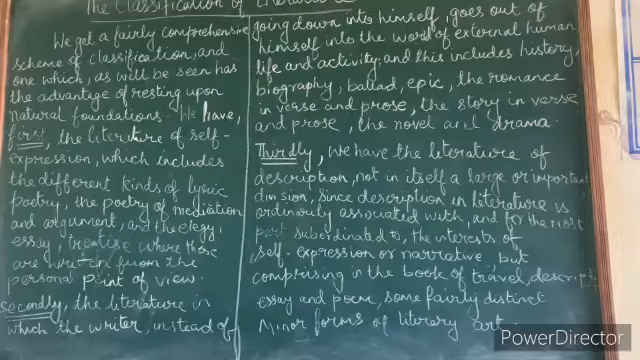 The Classification of Literature
We get a fairly comprehensive
scheme of classification, and
one which, as will be seen has
the advantage of resting upon
natural foundations. We have,
first, the literature of self-
expression, which includes
the different kinds of lyric
poetry, the poetry of mediation
and argument, and the elegy,
essay, treatise where those
are written from the
personal point of view.
Secondly, the literature in
which the writer, instead of
going down into himself, goes out of
himself into the word of external human
life and activity; and this includes history,
biography, ballad, epic, the romance
in verse and prose, the story in verse
and prose, the novel and drama.
Thirdly, we have the literature of
description, not in itself a large or important
division, since description in literature is
ordinarily associated with, and for the most
part subordinated to, the interests of
self-expression or narrative, but
comprising in the book of travel, descriptive
essay and poem, some fairly distinct
Minor forms of literary art
PowerDirector